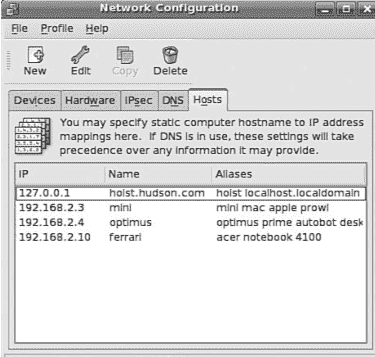 Network Configuration
File Profile Help
New Edit Copy Delete
Devices Hardware IPsec DNS Hosts
You may specify static computer hostname to IP address
mappings here. If DNS is in use, these settings will take
precedence over any information it may provide.
IP Name Aliases
127.0.0.1 holst.hudson.com holst localhost.localdomain
192.168.2.3 mini mini mac apple prowl
192.168.2.4 optimus optimus prime autobot desk
192.168.2.10 ferrari acer notebook 4100